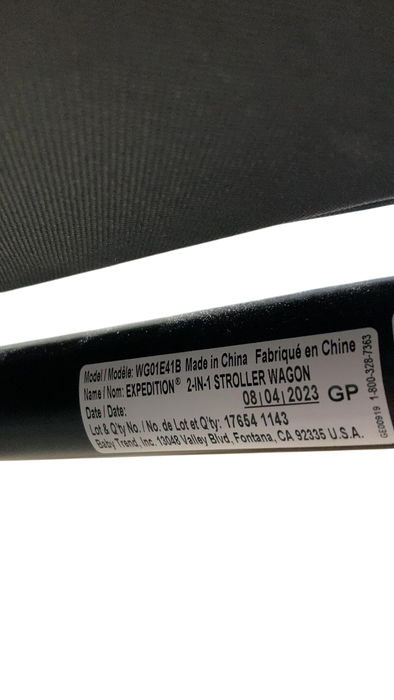 Model / Modèle: WG01E41B Made in China Fabriqué en Chine
Name / Nom: EXPEDITION® 2-IN-1 STROLLER WAGON
Date / Date: 08|04|2023 GP
Lot & Q'ty No. / No. de Lot et Q'ty: 17654 1143
Baby Trend, Inc. 13048 Valley Blvd, Fontana, CA 92335 U.S.A.
GE00919 1-800-328-7363